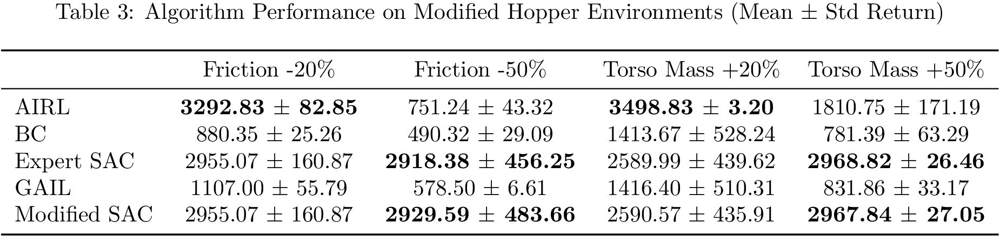 Table 3: Algorithm Performance on Modified Hopper Environments (Mean ± Std Return)
Friction -20% Friction -50% Torso Mass +20% Torso Mass +50%
AIRL 3292.83 ± 82.85 751.24 ± 43.32 3498.83 ± 3.20 1810.75 ± 171.19
BC 880.35 ± 25.26 490.32 ± 29.09 1413.67 ± 528.24 781.39 ± 63.29
Expert SAC 2955.07 ± 160.87 2918.38 ± 456.25 2589.99 ± 439.62 2968.82 ± 26.46
GAIL 1107.00 ± 55.79 578.50 ± 6.61 1416.40 ± 510.31 831.86 ± 33.17
Modified SAC 2955.07 ± 160.87 2929.59 ± 483.66 2590.57 ± 435.91 2967.84 ± 27.05